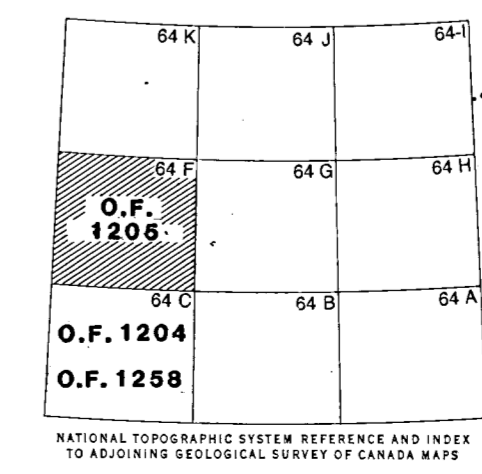 64 K
64 J
64-I
64 F
64 G
64 H
O.F.
1205
64 C
64 B
64 A
O.F. 1204
O.F. 1258
NATIONAL TOPOGRAPHIC SYSTEM REFERENCE AND INDEX
TO ADJOINING GEOLOGICAL SURVEY OF CANADA MAPS